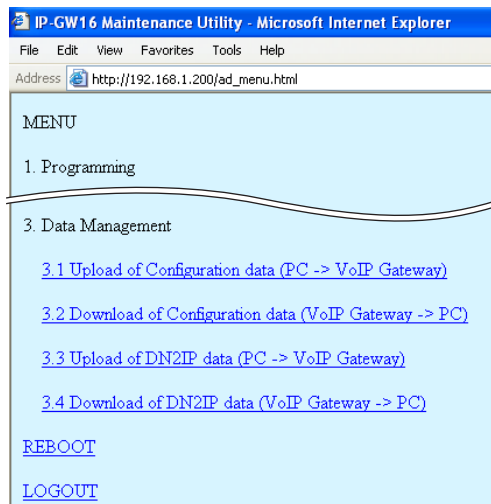 IP-GW16 Maintenance Utility - Microsoft Internet Explorer
File Edit View Favorites Tools Help
Address http://192.168.1.200/ad_menu.html
MENU
1. Programming
3. Data Management
3.1 Upload of Configuration data (PC -> VoIP Gateway)
3.2 Download of Configuration data (VoIP Gateway -> PC)
3.3 Upload of DN2IP data (PC -> VoIP Gateway)
3.4 Download of DN2IP data (VoIP Gateway -> PC)
REBOOT
LOGOUT